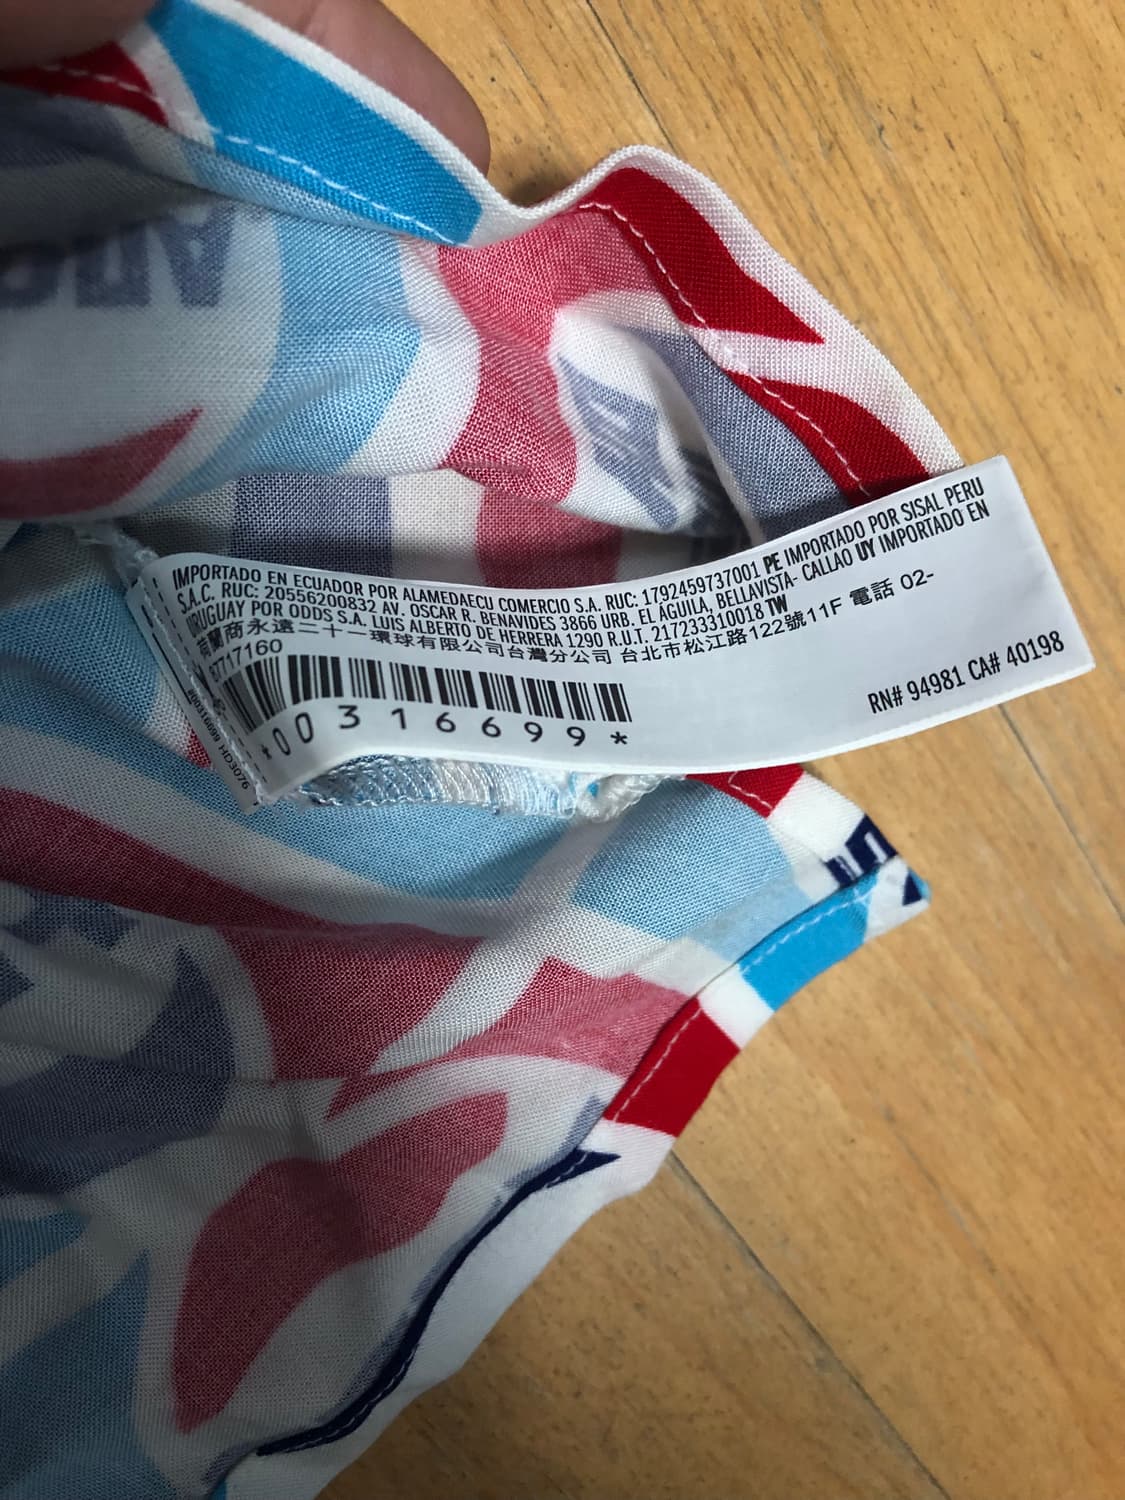 IMPORTADO EN ECUADOR POR ALAMEDAECU COMERCIO S.A. RUC: 1792459737001 PE IMPORTADO POR SISAL PERU
S.A.C. RUC: 20556200832 AV. OSCAR R. BENAVIDES 3866 URB. EL AGUILA, BELLAVISTA- CALLAO UY IMPORTADO EN
URUGUAY POR ODDS S.A. LUIS ALBERTO DE HERRERA 1290 R.U.T. 217233310018 TW
荷蘭商永遠二十一環球有限公司台灣分公司 台北市松江路122號11F 電話 02-
87717160
RN# 94981 CA# 40198
*00316699*
HD3076